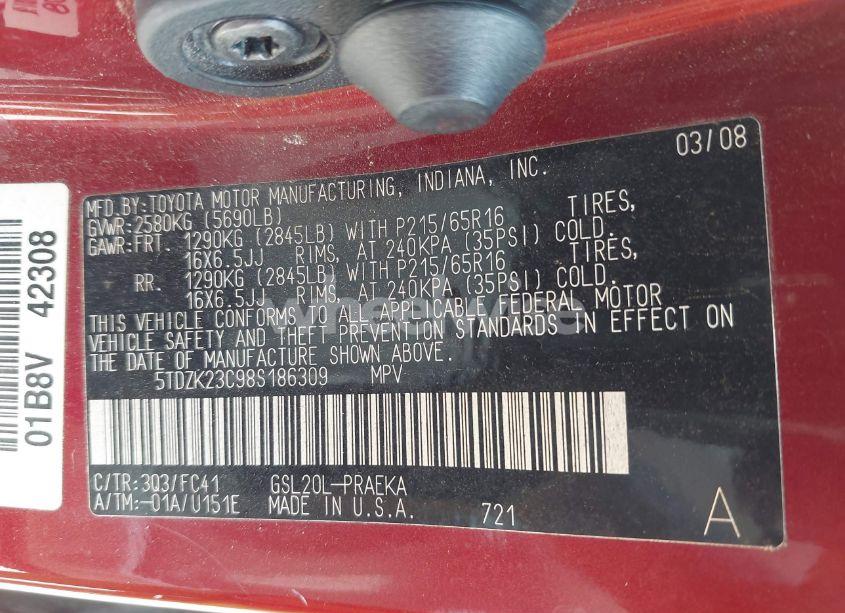 03/08
MFD.BY:TOYOTA MOTOR MANUFACTURING, INDIANA, INC.
GVWR:2580KG (5690LB)
GAWR:FRT. 1290KG (2845LB) WITH P215/65R16 TIRES,
16X6.5JJ RIMS, AT 240KPA (35PSI) COLD.
RR. 1290KG (2845LB) WITH P215/65R16 TIRES,
16X6.5JJ RIMS, AT 240KPA (35PSI) COLD.
THIS VEHICLE CONFORMS TO ALL APPLICABLE FEDERAL MOTOR
VEHICLE SAFETY AND THEFT PREVENTION STANDARDS IN EFFECT ON
THE DATE OF MANUFACTURE SHOWN ABOVE.
5TDZK23C98S186309 MPV
C/TR:3Q3/FC41 GSL20L-PRAEKA
A/TM:-01A/U151E MADE IN U.S.A. 721 A
01B8V 42308